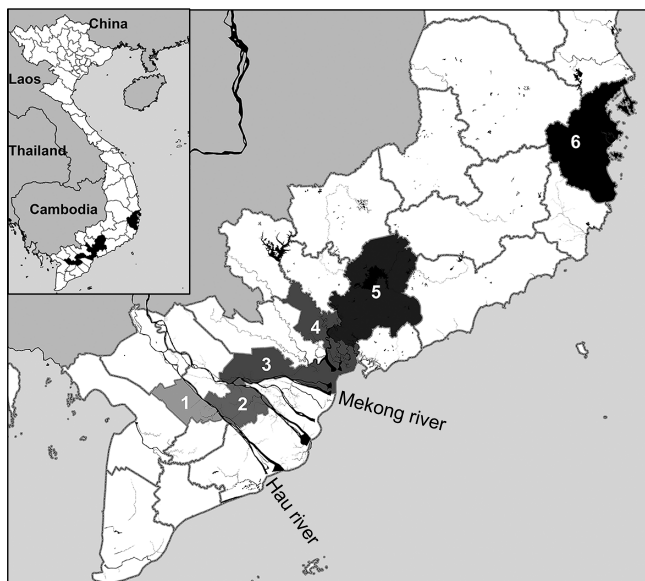 China
Laos
Thailand
Cambodia
6
5
4
3
1
2
Mekong river
Hau river